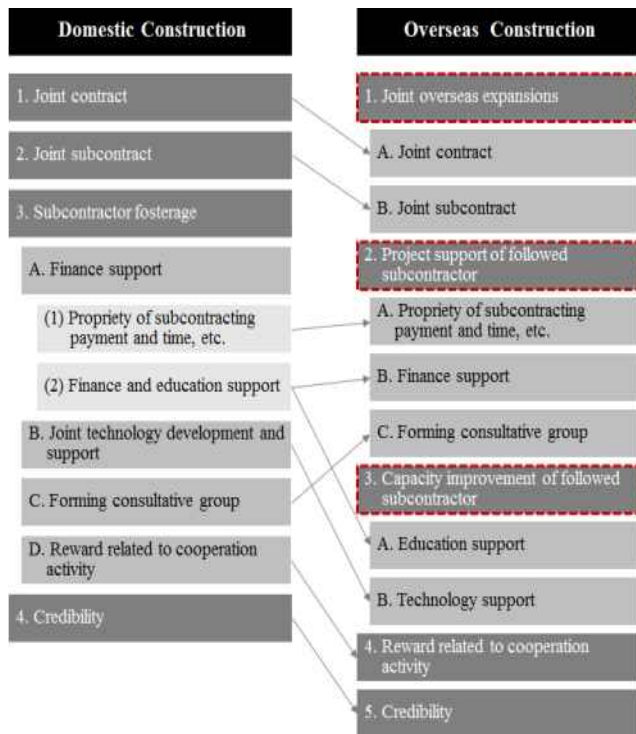 Domestic Construction
1. Joint contract
2. Joint subcontract
3. Subcontractor fosterage
A. Finance support
(1) Propriety of subcontracting
payment and time, etc.
(2) Finance and education support
B. Joint technology development and
support
C. Forming consultative group
D. Reward related to cooperation
activity
4. Credibility
Overseas Construction
1. Joint overseas expansions
A. Joint contract
B. Joint subcontract
2. Project support of followed
subcontractor
A. Propriety of subcontracting
payment and time, etc.
B. Finance support
C. Forming consultative group
3. Capacity improvement of followed
subcontractor
A. Education support
B. Technology support
4. Reward related to cooperation
activity
5. Credibility